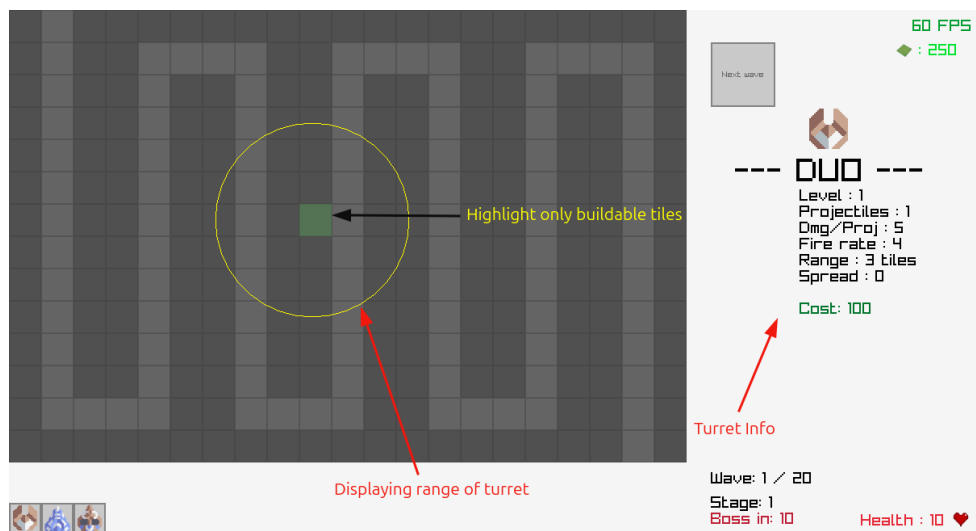 60 FPS
: 250
Next wave
--- DUO ---
Level : 1
Projectiles : 1
Dmg/Proj : 5
Fire rate : 4
Range : 3 tiles
Spread : 0
Cost: 100
Highlight only buildable tiles
Turret Info
Displaying range of turret
Wave: 1 / 20
Stage: 1
Boss in: 10
Health : 10